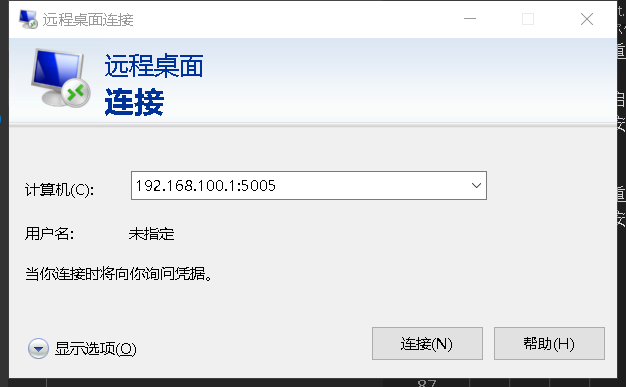 远程桌面连接
远程桌面
连接
计算机(C):
192.168.100.1:5005
用户名:
未指定
当你连接时将向你询问凭据。
显示选项(O)
连接(N)
帮助(H)
87